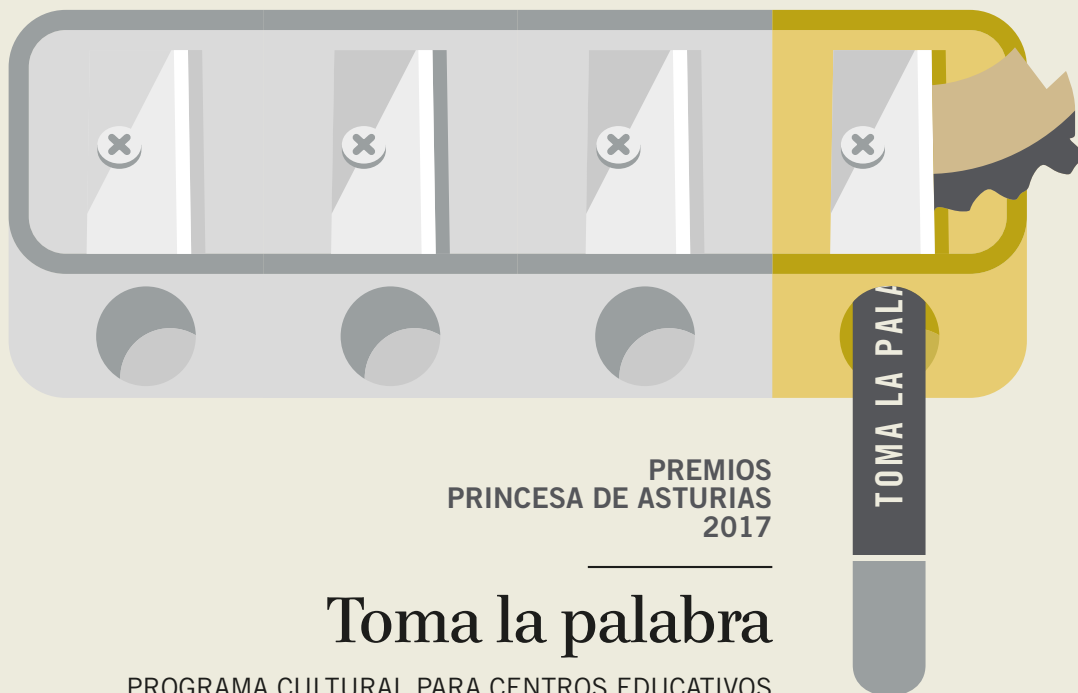 TOMA LA PALA
PREMIOS
PRINCESA DE ASTURIAS
2017
Toma la palabra
PROGRAMA CULTURAL PARA CENTROS EDUCATIVOS